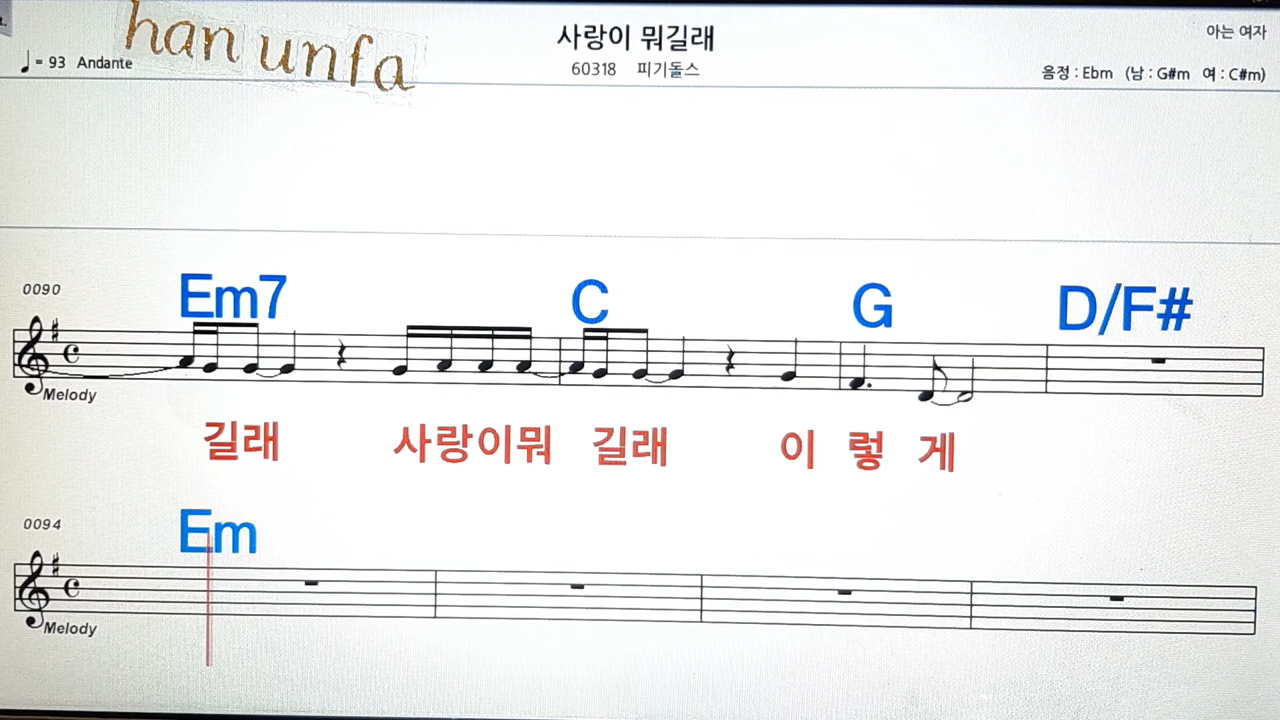 han unfa
사랑이 뭐길래
아는 여자
♩= 93 Andante
60318 피기돌스
음정 : Ebm (남 : G#m 여 : C#m)
0090
Em7 C G D/F#
Melody
길래 사랑이뭐 길래 이 렇 게
0094
Em
Melody